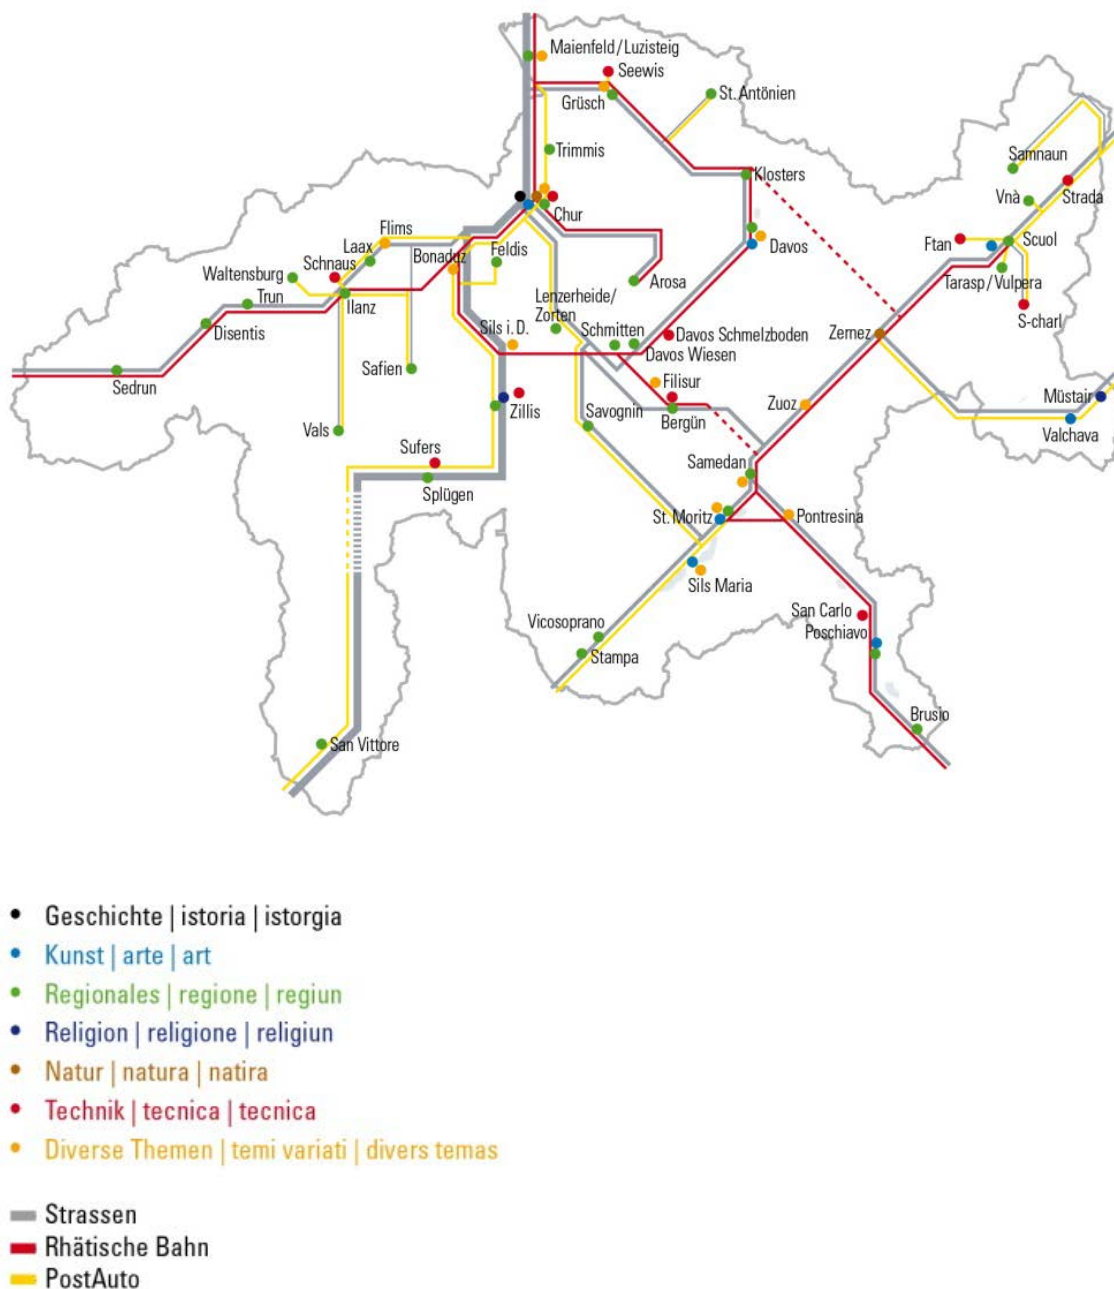 Maienfeld/Luzisteig
Seewis
Grüsch
St. Antönien
Trimmis
Klosters
Samnaun
Strada
Vnà
Chur
Flims
Laax
Bonaduz
Feldis
Davos
Ftan
Scuol
Schnaus
Waltensburg
Arosa
Tarasp/Vulpera
Trun
Ilanz
Lenzerheide/
Zorten
S-charl
Disentis
Sils i. D.
Schmitten
Davos Schmelzboden
Zernez
Davos Wiesen
Safien
Sedrun
Filisur
Müstair
Zuoz
Zillis
Savognin
Bergün
Valchava
Vals
Sufers
Samedan
Splügen
St. Moritz
Pontresina
Sils Maria
San Carlo
Vicosoprano
Poschiavo
Stampa
Brusio
San Vittore
Geschichte | istoria | istorgia
Kunst | arte | art
Regionales | regione | regiun
Religion | religione | religiun
Natur | natura | natira
Technik | tecnica | tecnica
Diverse Themen | temi variati | divers temas
Strassen
Rhätische Bahn
PostAuto